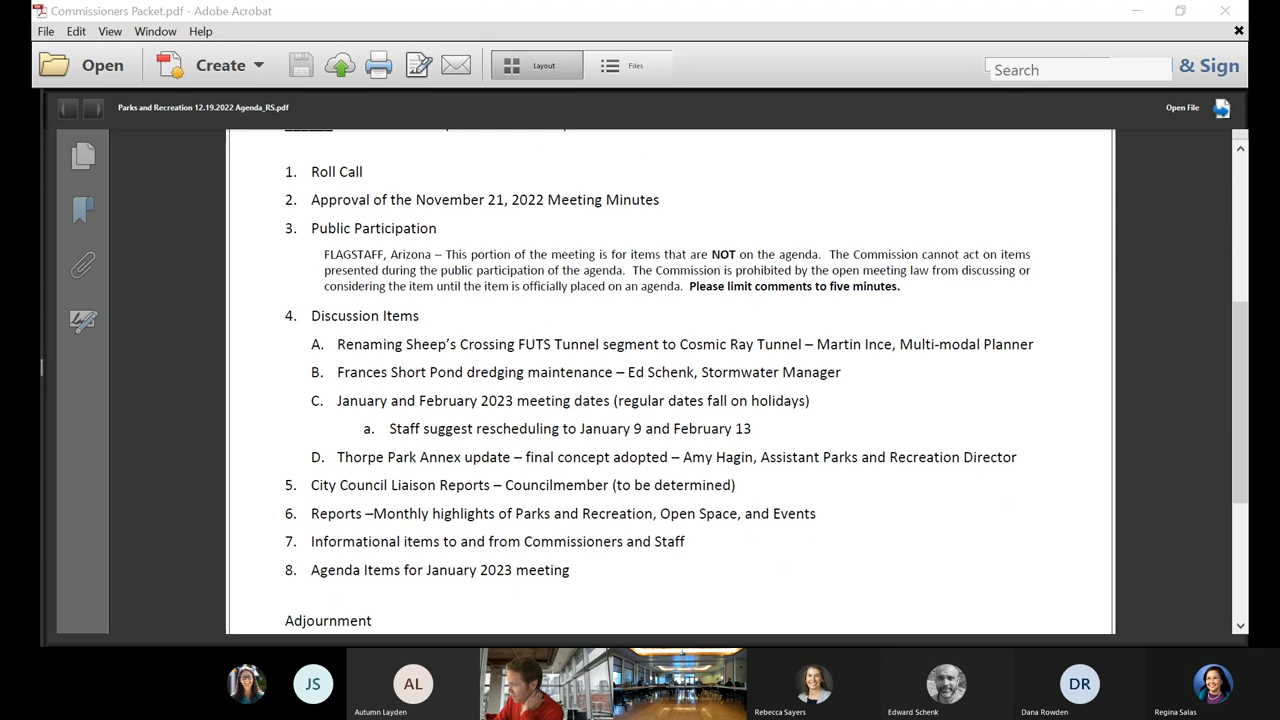 Commissioners Packet.pdf - Adobe Acrobat
File Edit View Window Help
Open Create Layout Files Search & Sign
Parks and Recreation 12.19.2022 Agenda_RS.pdf Open File
1. Roll Call
2. Approval of the November 21, 2022 Meeting Minutes
3. Public Participation
FLAGSTAFF, Arizona – This portion of the meeting is for items that are NOT on the agenda. The Commission cannot act on items
presented during the public participation of the agenda. The Commission is prohibited by the open meeting law from discussing or
considering the item until the item is officially placed on an agenda. Please limit comments to five minutes.
4. Discussion Items
A. Renaming Sheep’s Crossing FUTS Tunnel segment to Cosmic Ray Tunnel – Martin Ince, Multi-modal Planner
B. Frances Short Pond dredging maintenance – Ed Schenk, Stormwater Manager
C. January and February 2023 meeting dates (regular dates fall on holidays)
a. Staff suggest rescheduling to January 9 and February 13
D. Thorpe Park Annex update – final concept adopted – Amy Hagin, Assistant Parks and Recreation Director
5. City Council Liaison Reports – Councilmember (to be determined)
6. Reports –Monthly highlights of Parks and Recreation, Open Space, and Events
7. Informational items to and from Commissioners and Staff
8. Agenda Items for January 2023 meeting
Adjournment
JS AL DR
Autumn Layden Rebecca Sayers Edward Schenk Dana Rowden Regina Salas